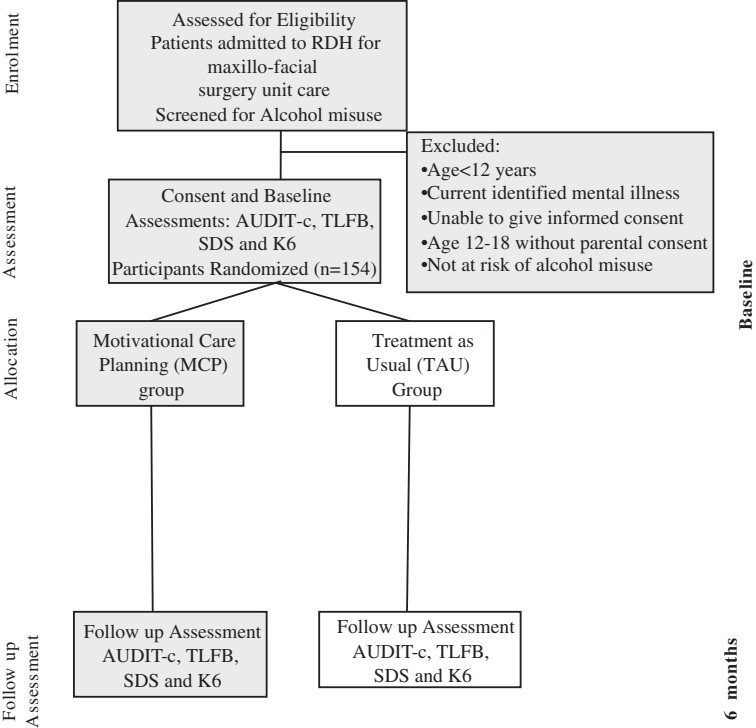 Enrolment
Assessed for Eligibility
Patients admitted to RDH for
maxillo-facial
surgery unit care
Screened for Alcohol misuse
Excluded:
•Age<12 years
•Current identified mental illness
•Unable to give informed consent
•Age 12-18 without parental consent
•Not at risk of alcohol misuse
Assessment
Consent and Baseline
Assessments: AUDIT-c, TLFB,
SDS and K6
Participants Randomized (n=154)
Baseline
Allocation
Motivational Care
Planning (MCP)
group
Treatment as
Usual (TAU)
Group
Follow up
Assessment
Follow up Assessment
AUDIT-c, TLFB,
SDS and K6
Follow up Assessment
AUDIT-c, TLFB,
SDS and K6
6 months